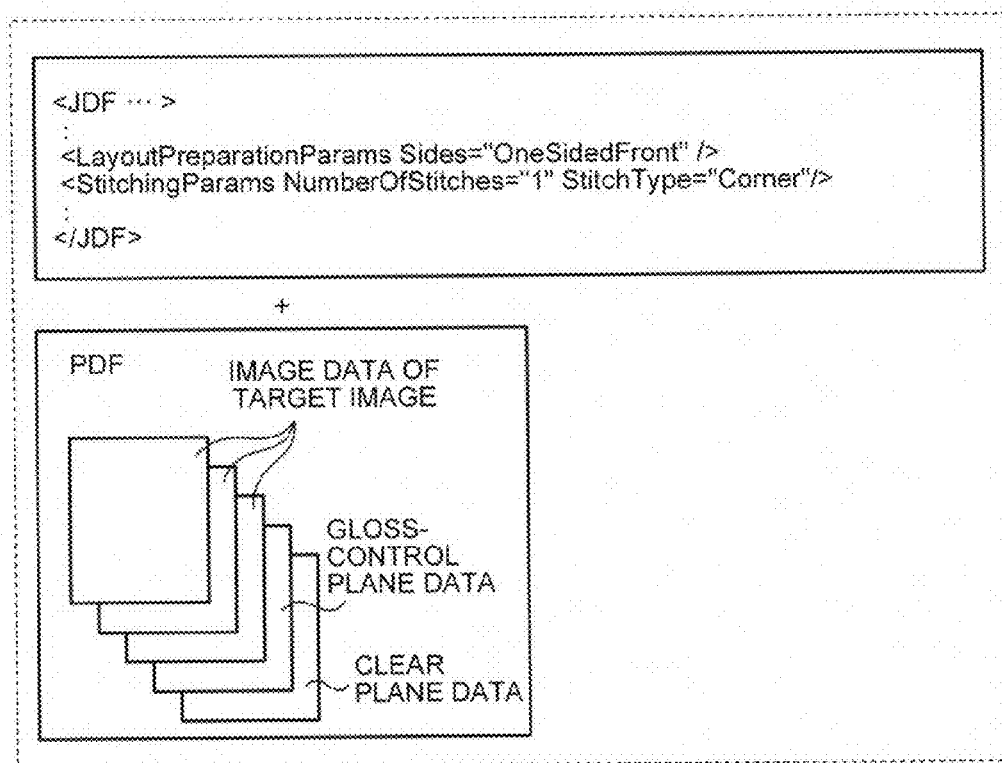 <JDF ··· >
:
<LayoutPreparationParams Sides="OneSidedFront" />
<StitchingParams NumberOfStitches="1" StitchType="Corner"/>
:
</JDF>
+
PDF
IMAGE DATA OF
TARGET IMAGE
GLOSS-
CONTROL
PLANE DATA
CLEAR
PLANE DATA